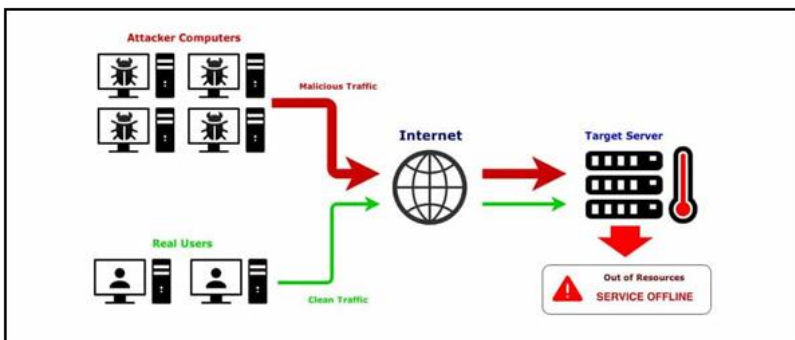 Attacker Computers
Malicious Traffic
Internet
Target Server
Real Users
Clean Traffic
Out of Resources
SERVICE OFFLINE